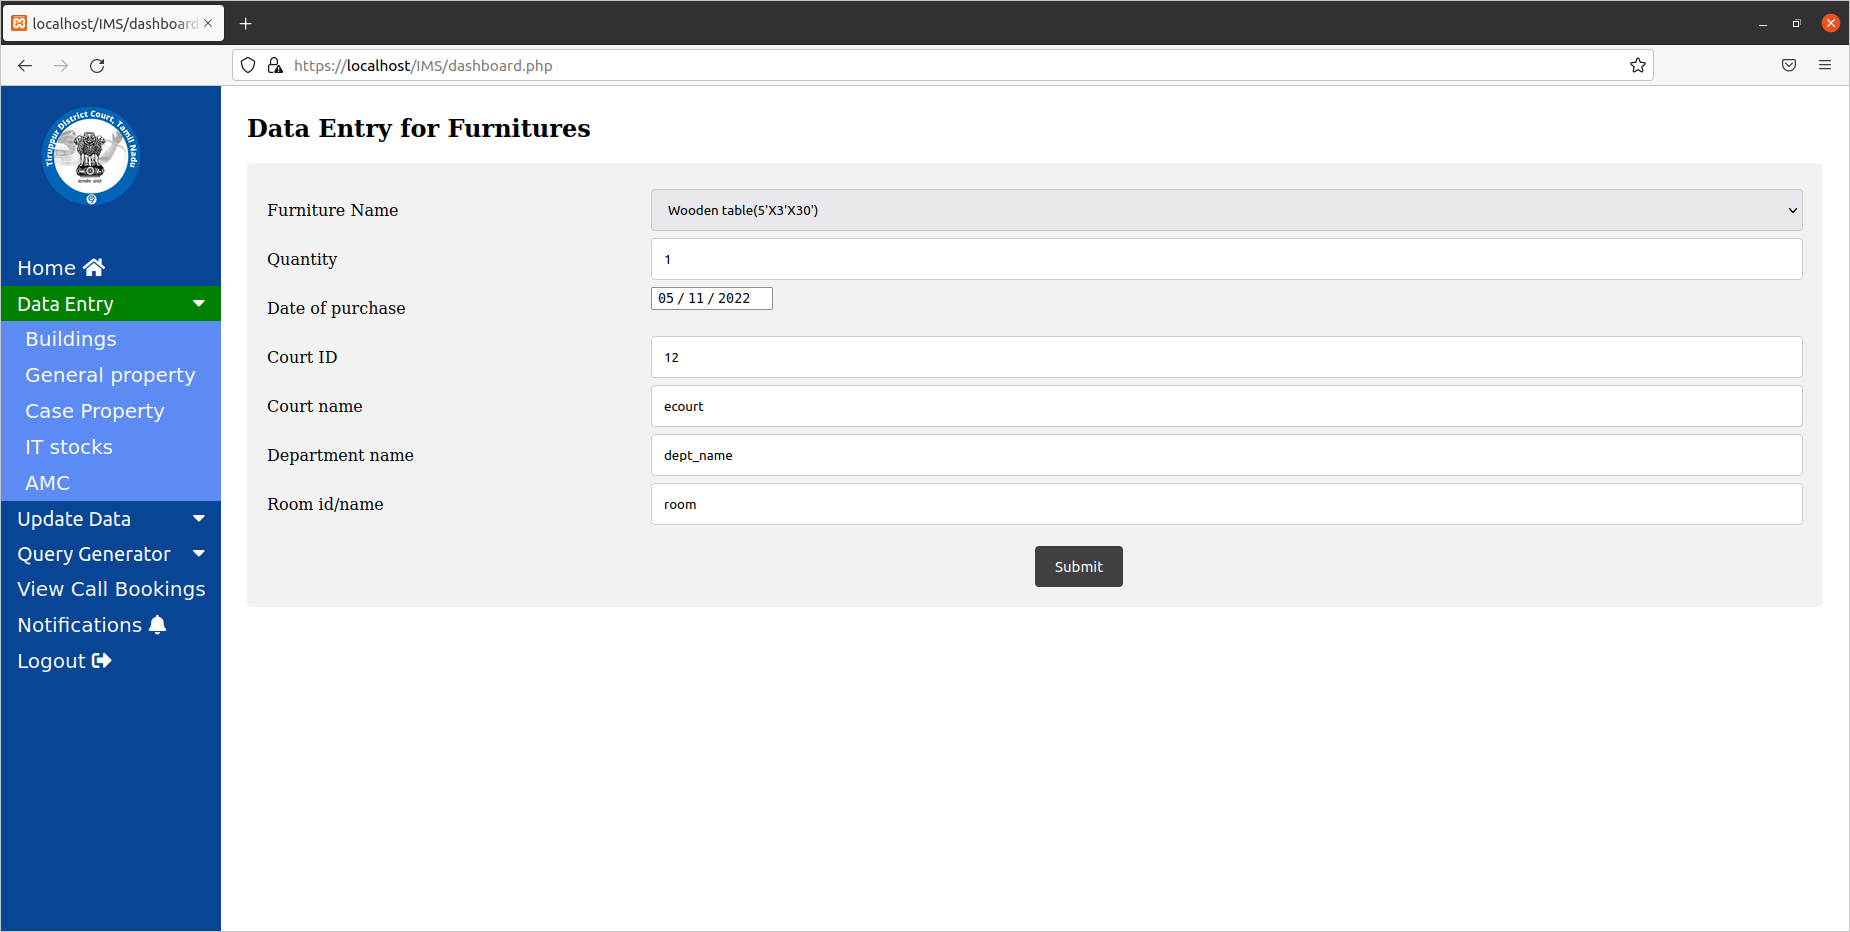 localhost/IMS/dashboard
https://localhost/IMS/dashboard.php
Tiruppur District Court, Tamil Nadu
Home
Data Entry
Buildings
General property
Case Property
IT stocks
AMC
Update Data
Query Generator
View Call Bookings
Notifications
Logout
Data Entry for Furnitures
Furniture Name Wooden table(5'X3'X30')
Quantity 1
Date of purchase 05 / 11 / 2022
Court ID 12
Court name ecourt
Department name dept_name
Room id/name room
Submit